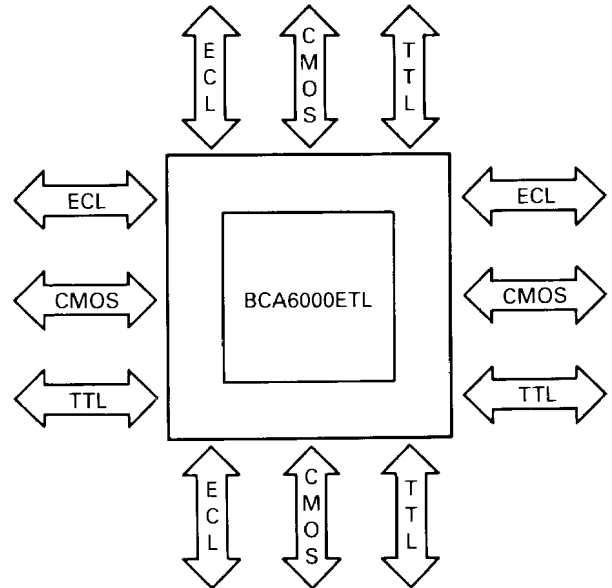 ECL CMOS TTL
ECL
ECL
CMOS
BCA6000ETL
CMOS
TTL
TTL
ECL CMOS TTL